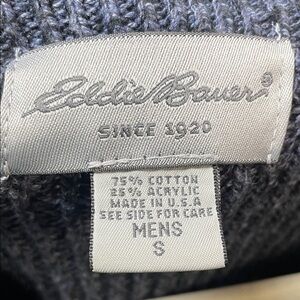 Eddie Bauer®
SINCE 1920
75% COTTON
25% ACRYLIC
MADE IN U.S.A
SEE SIDE FOR CARE
MENS
S